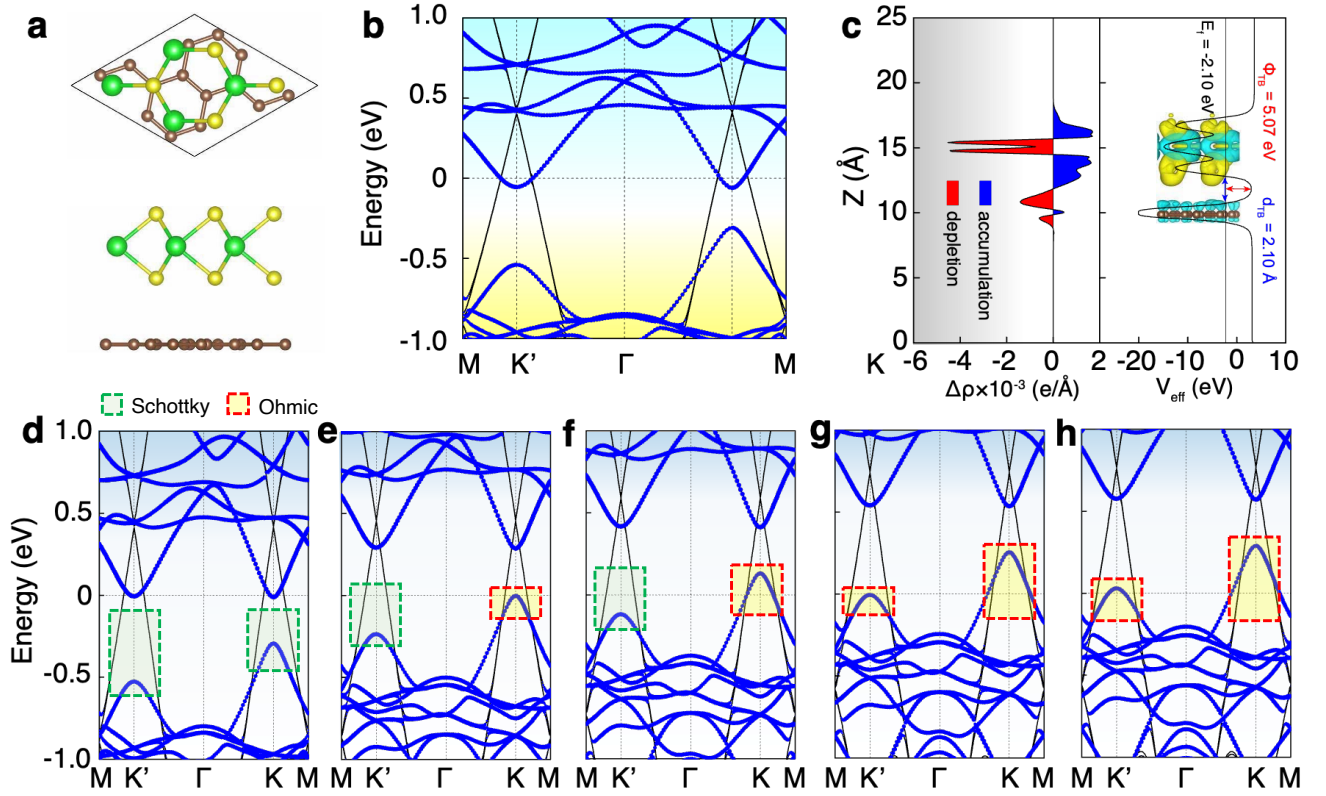 a
b
1.0
0.5
0
-0.5
-1.0
Energy (eV)
M K’ Γ M
c
25
20
15
10
5
0
Z (Å)
K -6 -4 -2 0 2 -20 -10 0 10
Δρ×10⁻³ (e/Å) V_eff (eV)
depletion
accumulation
E_f = -2.10 eV
Φ_TB = 5.07 eV
d_TB = 2.10 Å
Schottky Ohmic
d e f g h
1.0
0.5
0
-0.5
-1.0
Energy (eV)
M K’ Γ K M M K’ Γ K M M K’ Γ K M M K’ Γ K M M K’ Γ K M